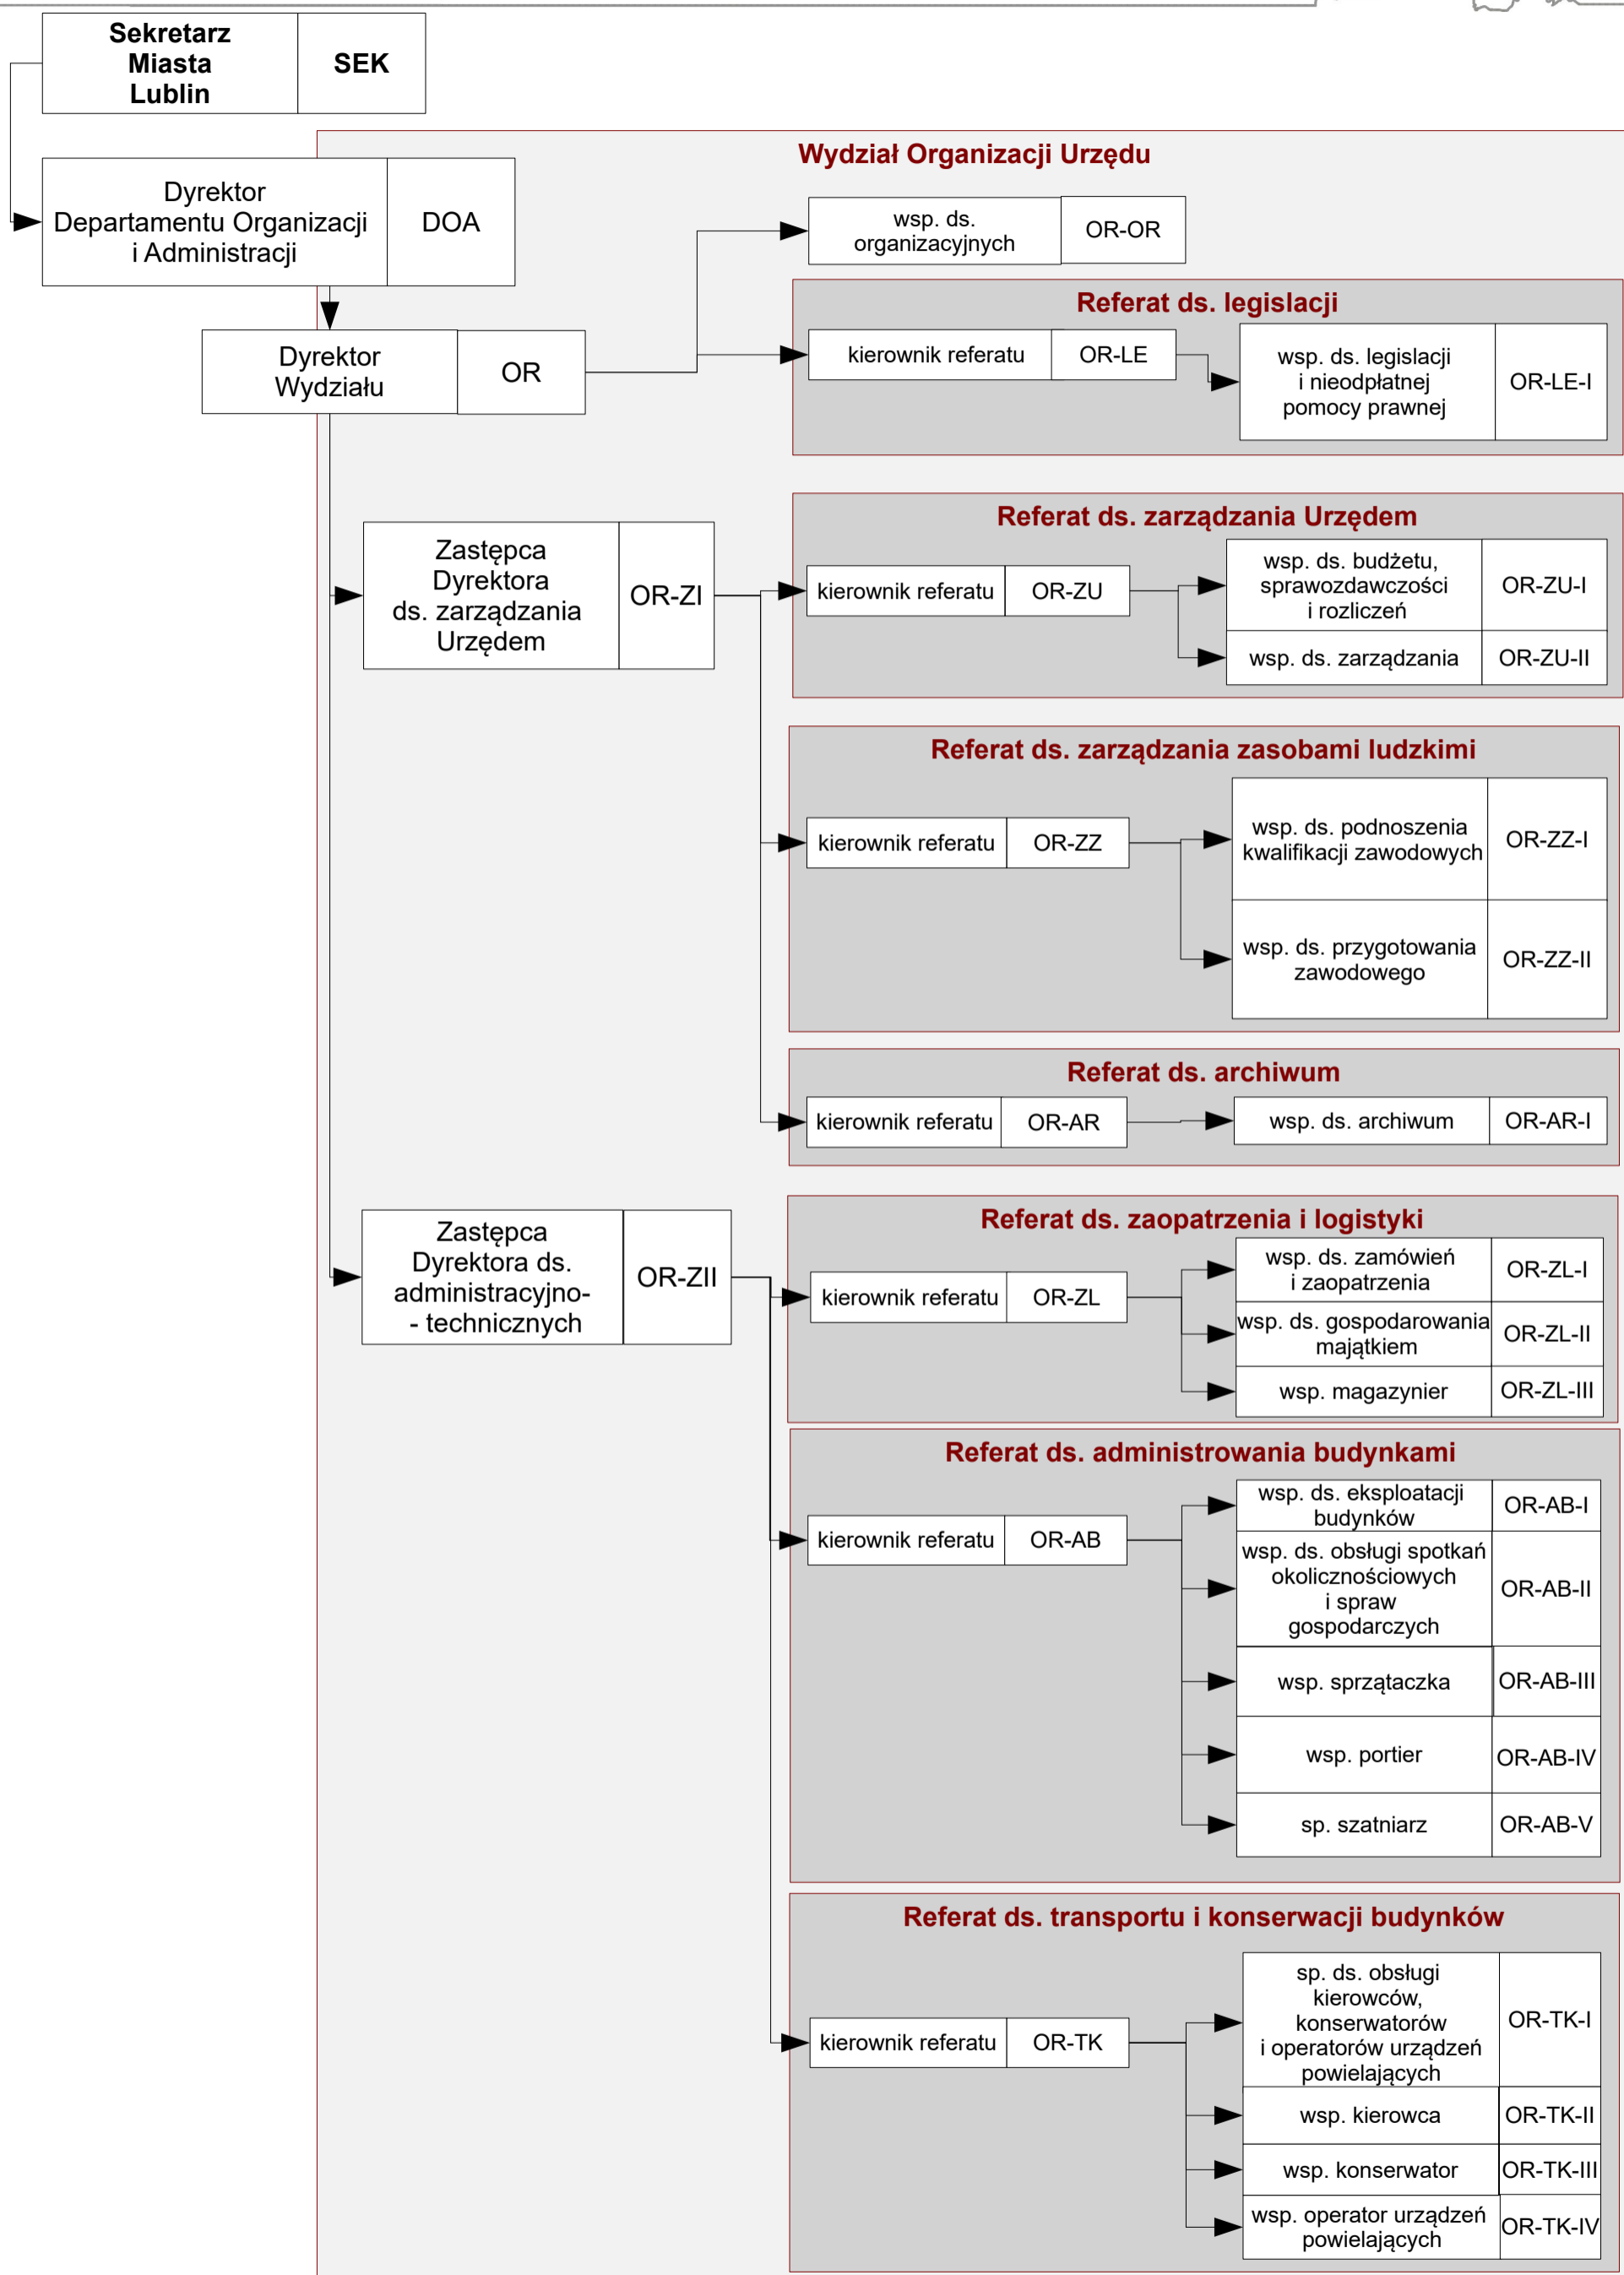 Sekretarz
Miasta
Lublin
SEK
Wydział Organizacji Urzędu
Dyrektor
Departamentu Organizacji
i Administracji
DOA
wsp. ds.
organizacyjnych
OR-OR
Dyrektor
Wydziału
OR
Referat ds. legislacji
kierownik referatu
OR-LE
wsp. ds. legislacji
i nieodpłatnej
pomocy prawnej
OR-LE-I
Zastępca
Dyrektora
ds. zarządzania
Urzędem
OR-ZI
Referat ds. zarządzania Urzędem
kierownik referatu
OR-ZU
wsp. ds. budżetu,
sprawozdawczości
i rozliczeń
OR-ZU-I
wsp. ds. zarządzania
OR-ZU-II
Referat ds. zarządzania zasobami ludzkimi
kierownik referatu
OR-ZZ
wsp. ds. podnoszenia
kwalifikacji zawodowych
OR-ZZ-I
wsp. ds. przygotowania
zawodowego
OR-ZZ-II
Referat ds. archiwum
kierownik referatu
OR-AR
wsp. ds. archiwum
OR-AR-I
Zastępca
Dyrektora ds.
administracyjno-
- technicznych
OR-ZII
Referat ds. zaopatrzenia i logistyki
kierownik referatu
OR-ZL
wsp. ds. zamówień
i zaopatrzenia
OR-ZL-I
wsp. ds. gospodarowania
majątkiem
OR-ZL-II
wsp. magazynier
OR-ZL-III
Referat ds. administrowania budynkami
kierownik referatu
OR-AB
wsp. ds. eksploatacji
budynków
OR-AB-I
wsp. ds. obsługi spotkań
okolicznościowych
i spraw
gospodarczych
OR-AB-II
wsp. sprzątaczka
OR-AB-III
wsp. portier
OR-AB-IV
sp. szatniarz
OR-AB-V
Referat ds. transportu i konserwacji budynków
kierownik referatu
OR-TK
sp. ds. obsługi
kierowców,
konserwatorów
i operatorów urządzeń
powielających
OR-TK-I
wsp. kierowca
OR-TK-II
wsp. konserwator
OR-TK-III
wsp. operator urządzeń
powielających
OR-TK-IV